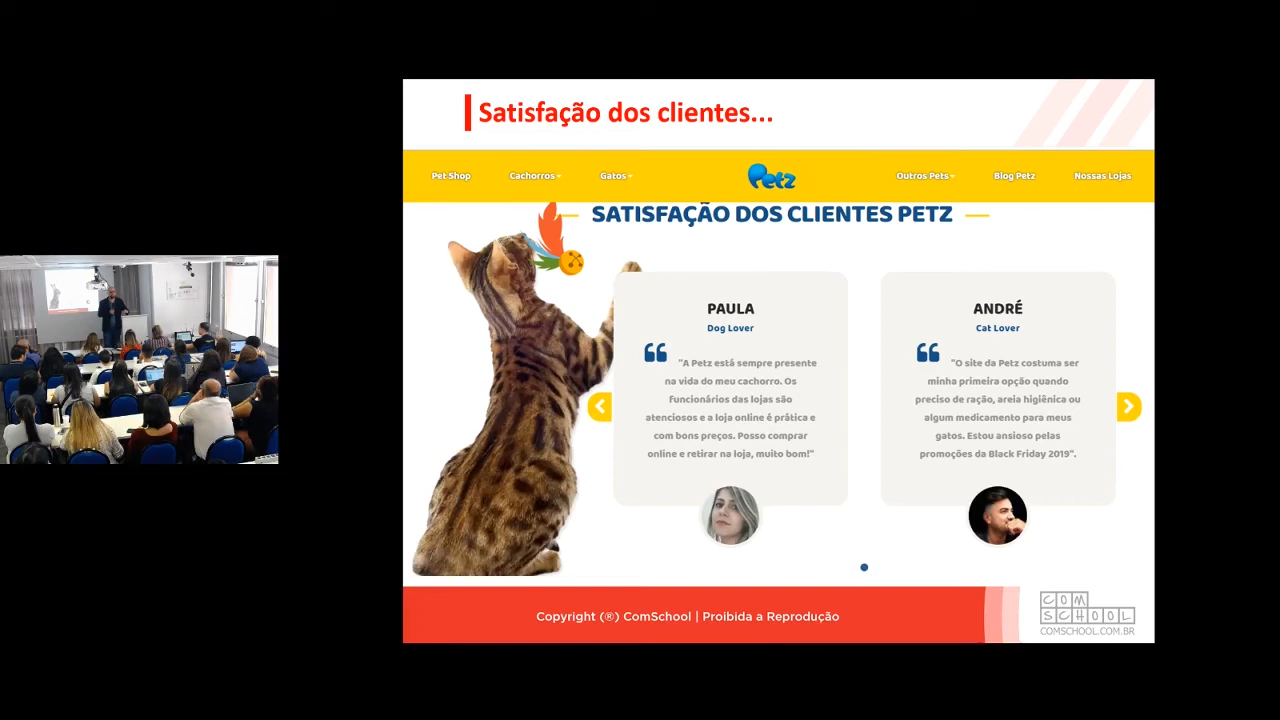 Satisfação dos clientes...
Pet Shop
Cachorros
Gatos
Petz
Outros Pets
Blog Petz
Nossas Lojas
SATISFAÇÃO DOS CLIENTES PETZ
PAULA
Dog Lover
"A Petz está sempre presente
na vida do meu cachorro. Os
funcionários das lojas são
atenciosos e a loja online é prática e
com bons preços. Posso comprar
online e retirar na loja, muito bom!"
ANDRÉ
Cat Lover
"O site da Petz costuma ser
minha primeira opção quando
preciso de ração, areia higiênica ou
algum medicamento para meus
gatos. Estou ansioso pelas
promoções da Black Friday 2019".
Copyright (®) ComSchool | Proibida a Reprodução
COM
SCHOOL
COMSCHOOL.COM.BR